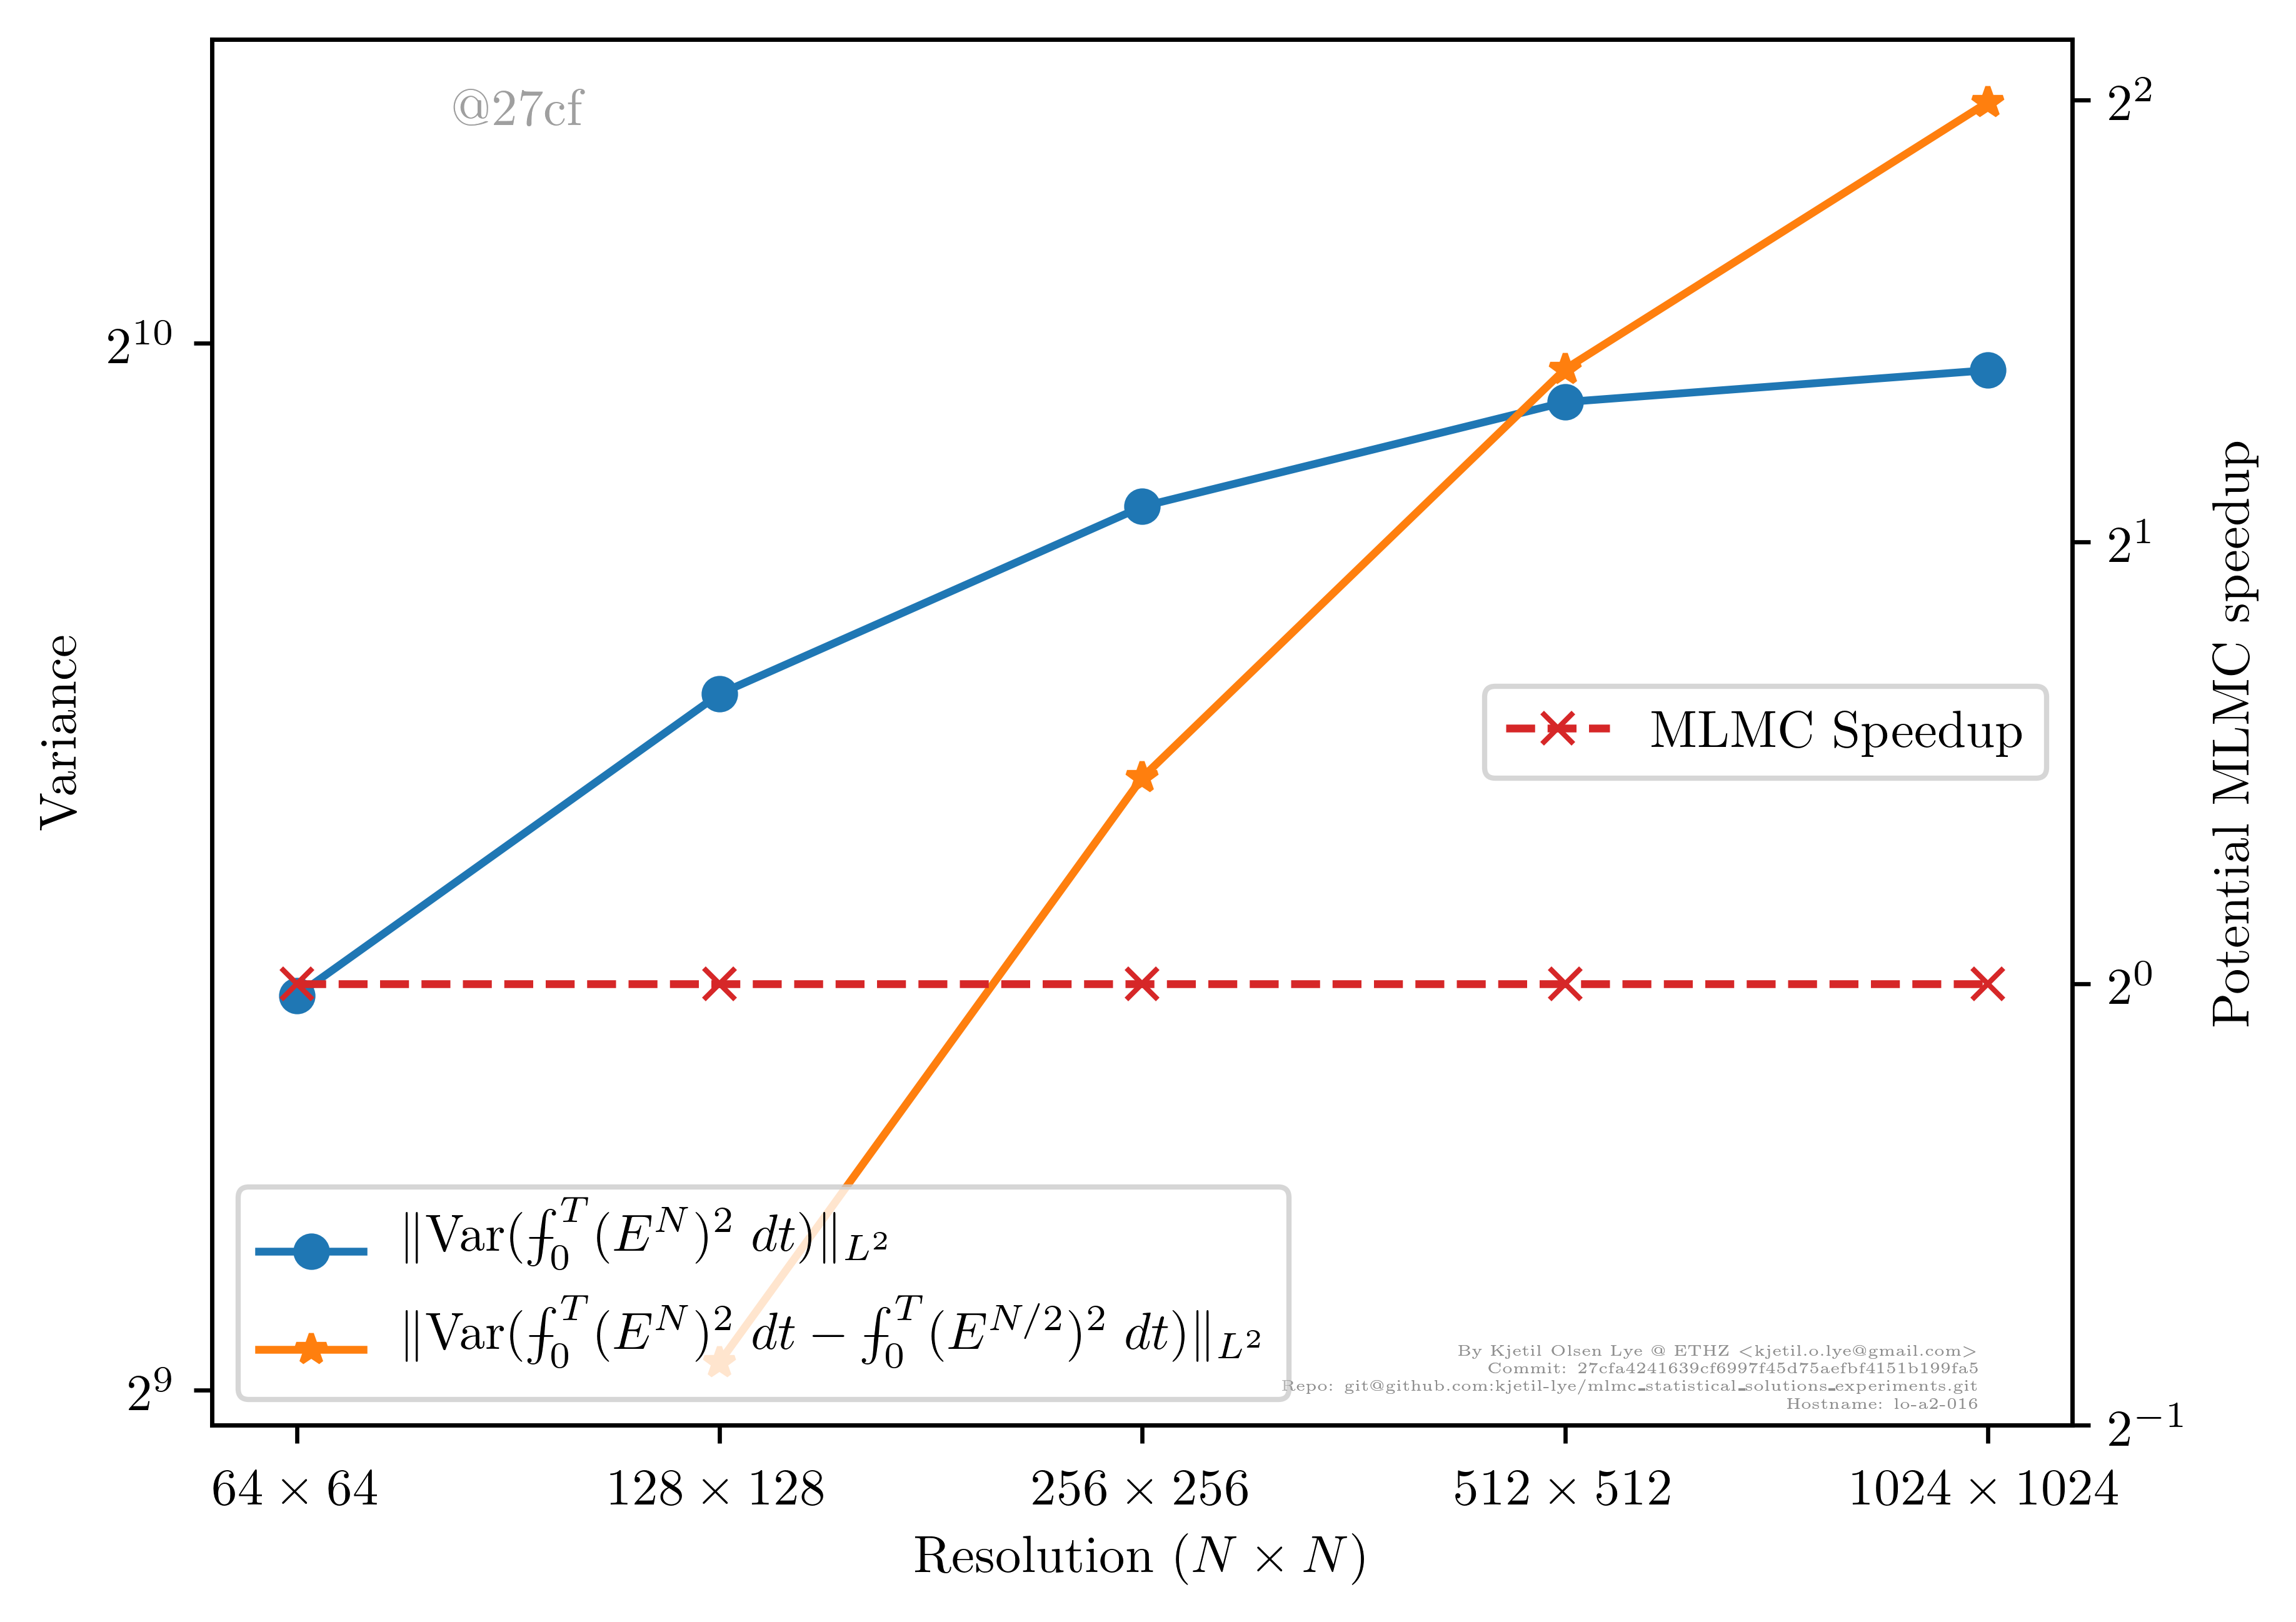 @27cf
2^10
2^9
Variance
2^2
2^1
2^0
2^−1
Potential MLMC speedup
MLMC Speedup
‖Var(⨍_0^T (E^N)^2 dt)‖_{L^2}
‖Var(⨍_0^T (E^N)^2 dt − ⨍_0^T (E^{N/2})^2 dt)‖_{L^2}
By Kjetil Olsen Lye @ ETHZ <kjetil.o.lye@gmail.com>
Commit: 27cfa4241639cf6997f45d75aefbf4151b199fa5
Repo: git@github.com:kjetil-lye/mlmc_statistical_solutions_experiments.git
Hostname: lo-a2-016
64 × 64
128 × 128
256 × 256
512 × 512
1024 × 1024
Resolution (N × N)